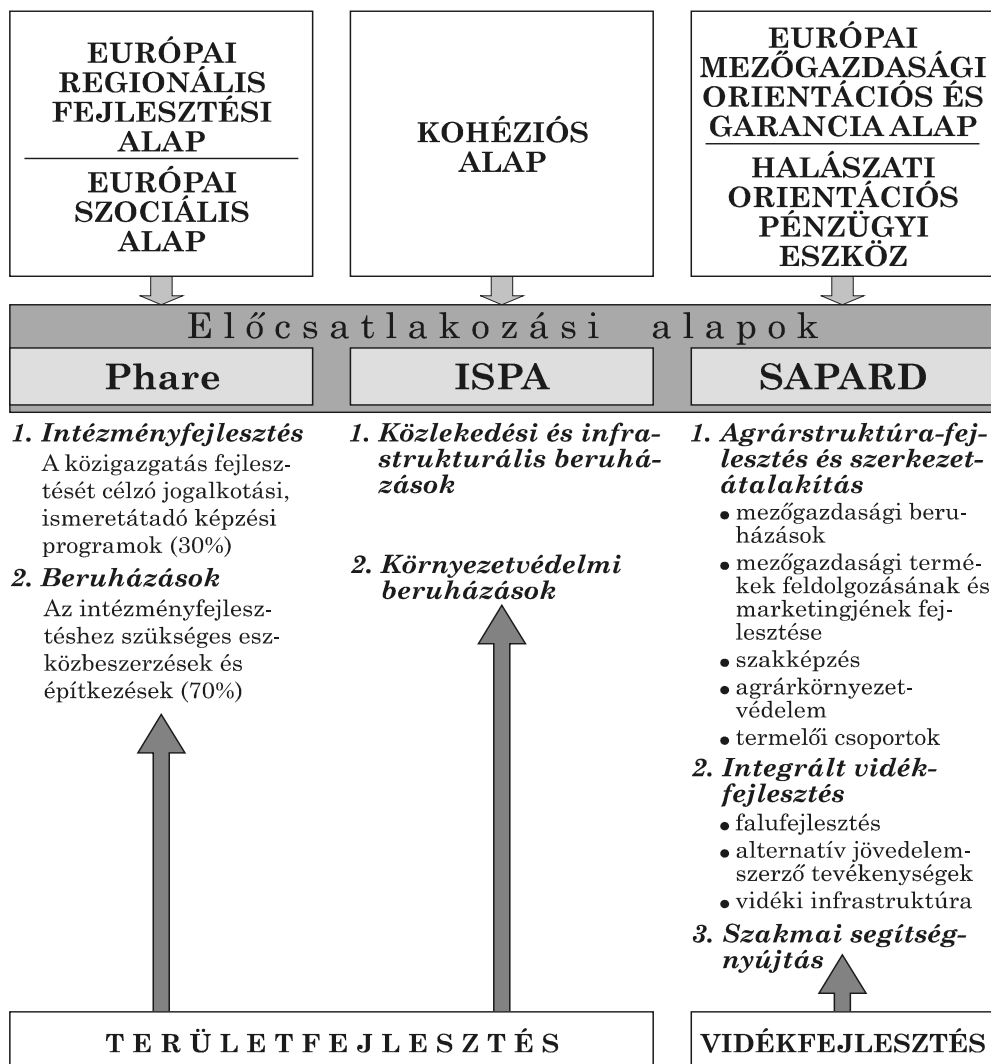 EURÓPAI
REGIONÁLIS
FEJLESZTÉSI
ALAP
EURÓPAI
SZOCIÁLIS
ALAP
KOHÉZIÓS
ALAP
EURÓPAI
MEZŐGAZDASÁGI
ORIENTÁCIÓS ÉS
GARANCIA ALAP
HALÁSZATI
ORIENTÁCIÓS
PÉNZÜGYI
ESZKÖZ
Előcsatlakozási alapok
Phare
ISPA
SAPARD
1. Intézményfejlesztés
A közigazgatás fejlesz-
tését célzó jogalkotási,
ismeretátadó képzési
programok (30%)
2. Beruházások
Az intézményfejlesz-
téshez szükséges esz-
közbeszerzések és
építkezések (70%)
1. Közlekedési és infra-
strukturális beruhá-
zások
2. Környezetvédelmi
beruházások
1. Agrárstruktúra-fej-
lesztés és szerkezet-
átalakítás
• mezőgazdasági beru-
házások
• mezőgazdasági termé-
kek feldolgozásának és
marketingjének fej-
lesztése
• szakképzés
• agrárkörnyezet-
védelem
• termelői csoportok
2. Integrált vidék-
fejlesztés
• falufejlesztés
• alternatív jövedelem-
szerző tevékenységek
• vidéki infrastruktúra
3. Szakmai segítség-
nyújtás
TERÜLETFEJLESZTÉS
VIDÉKFEJLESZTÉS